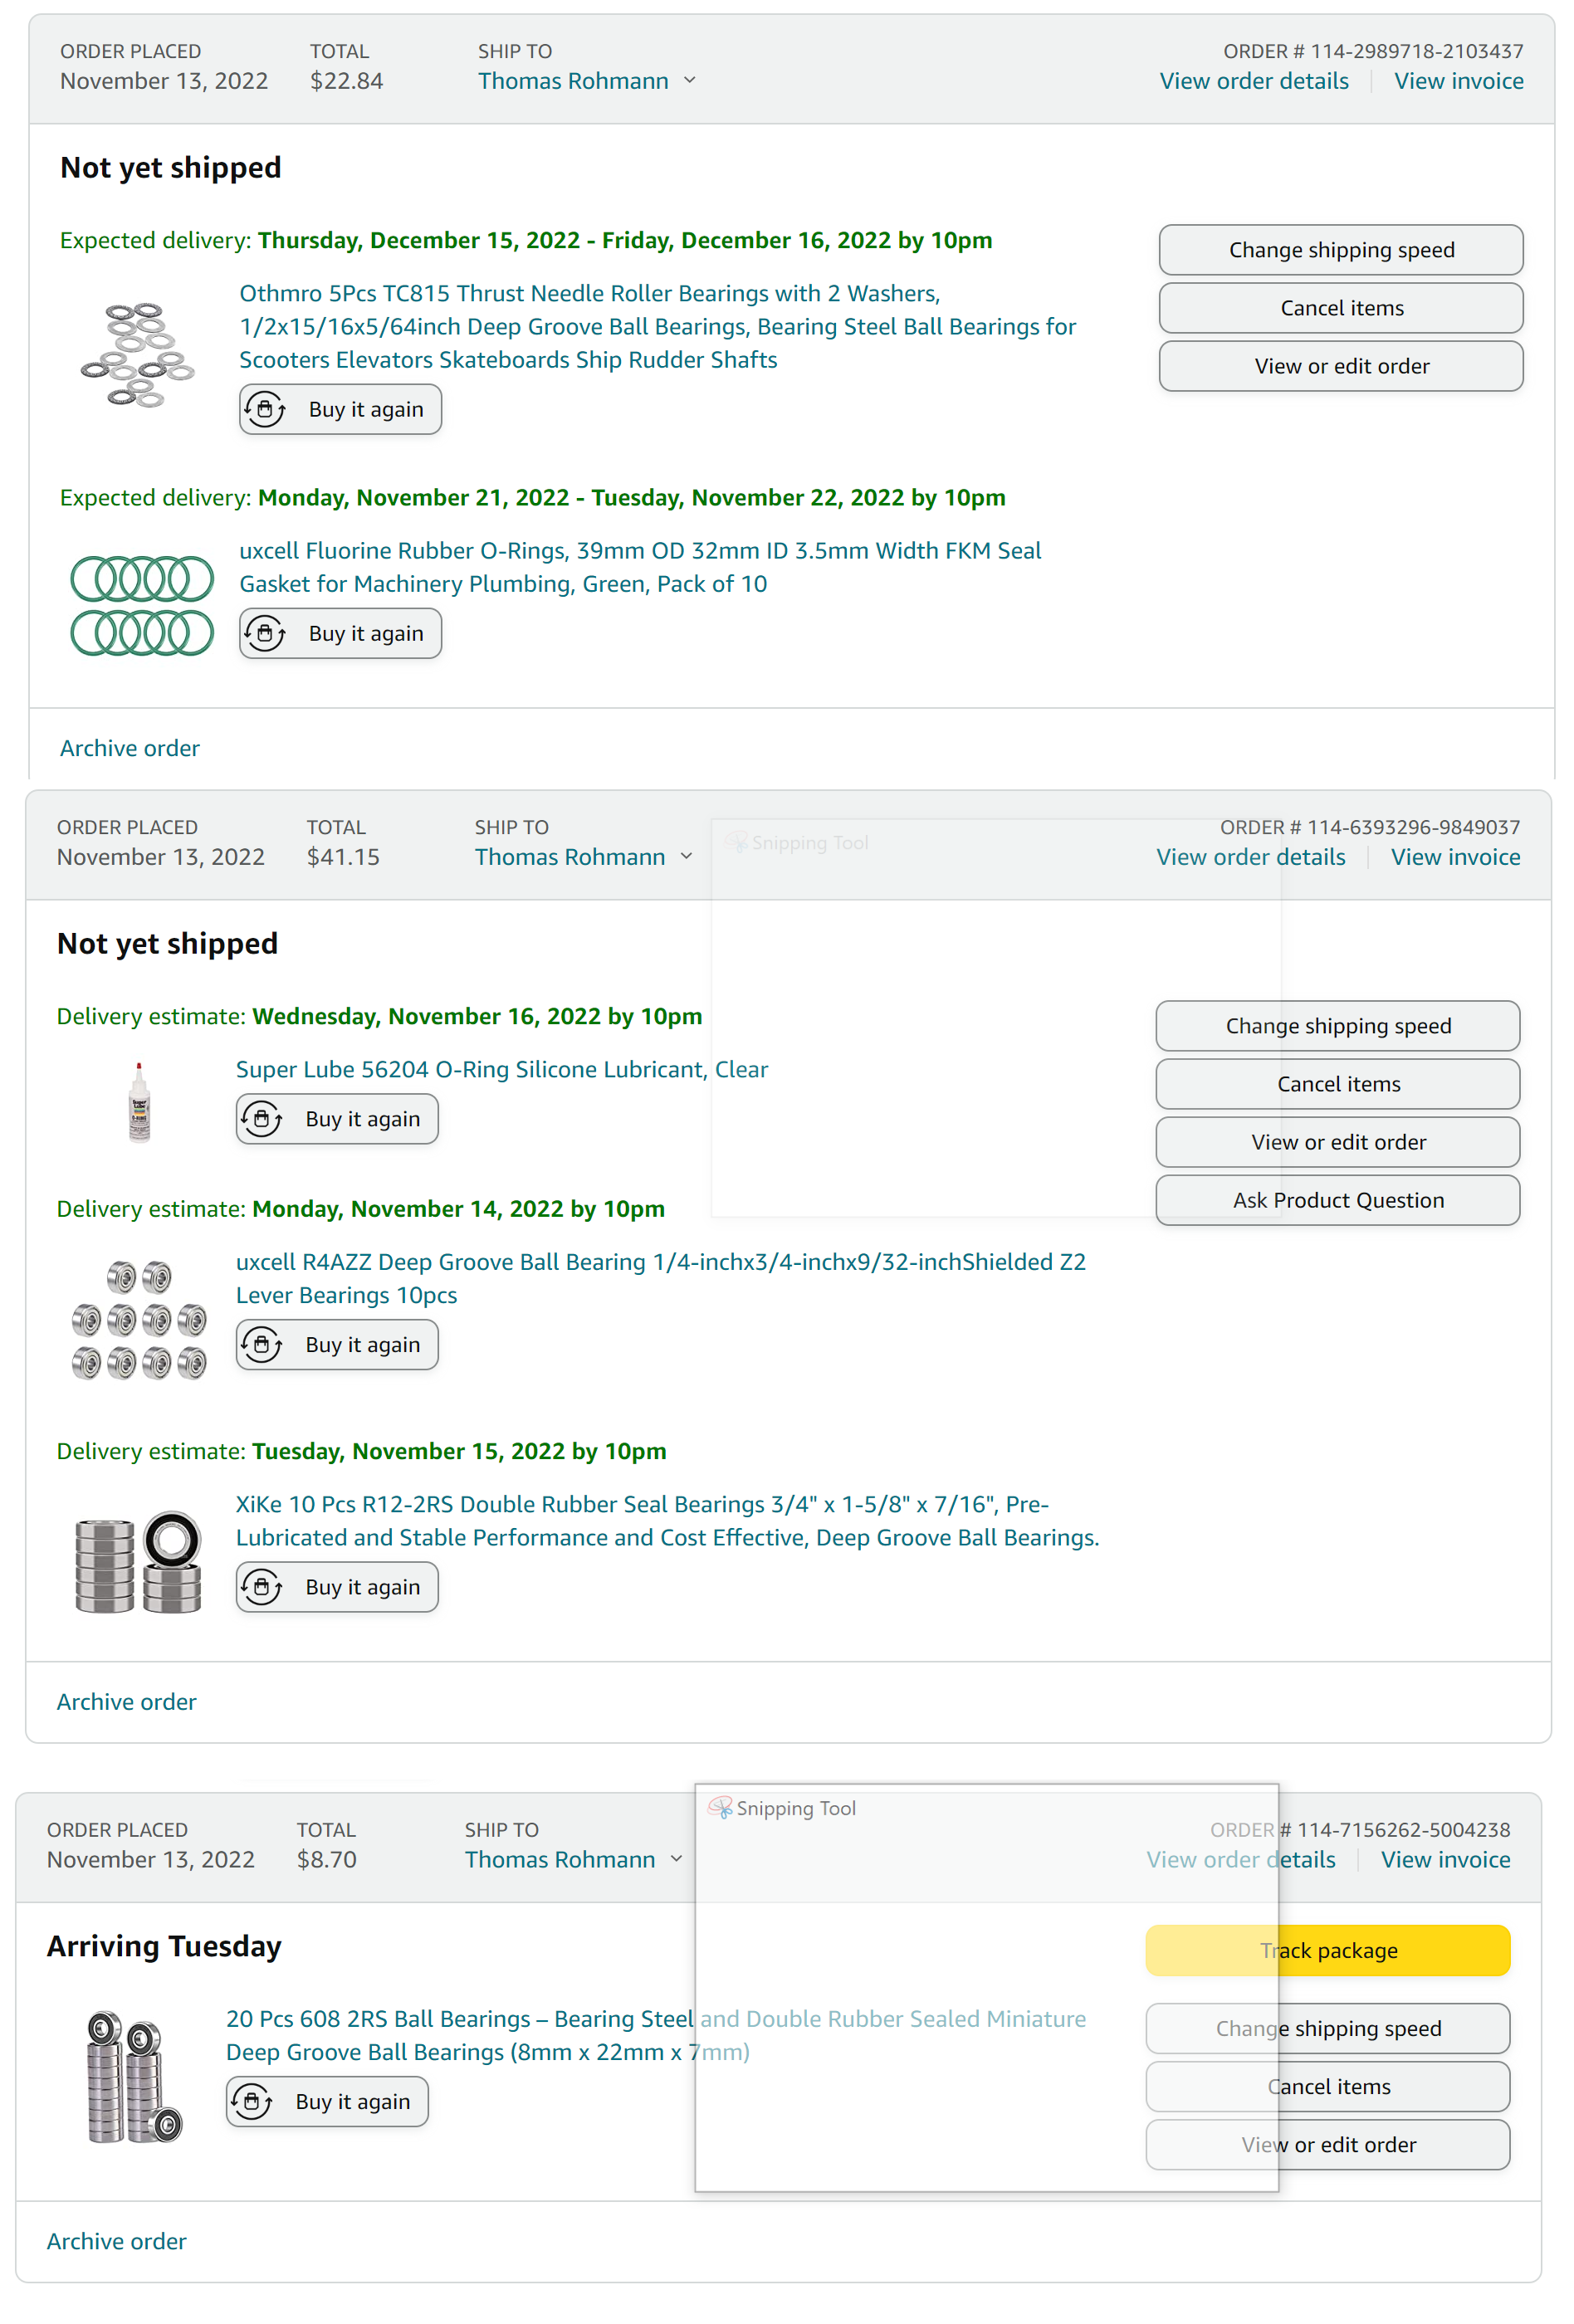 ORDER PLACED
November 13, 2022
TOTAL
$22.84
SHIP TO
Thomas Rohmann
ORDER # 114-2989718-2103437
View order details
View invoice
Not yet shipped
Expected delivery: Thursday, December 15, 2022 - Friday, December 16, 2022 by 10pm
Othmro 5Pcs TC815 Thrust Needle Roller Bearings with 2 Washers,
1/2x15/16x5/64inch Deep Groove Ball Bearings, Bearing Steel Ball Bearings for
Scooters Elevators Skateboards Ship Rudder Shafts
Buy it again
Change shipping speed
Cancel items
View or edit order
Expected delivery: Monday, November 21, 2022 - Tuesday, November 22, 2022 by 10pm
uxcell Fluorine Rubber O-Rings, 39mm OD 32mm ID 3.5mm Width FKM Seal
Gasket for Machinery Plumbing, Green, Pack of 10
Buy it again
Archive order
ORDER PLACED
November 13, 2022
TOTAL
$41.15
SHIP TO
Thomas Rohmann
Snipping Tool
ORDER # 114-6393296-9849037
View order details
View invoice
Not yet shipped
Delivery estimate: Wednesday, November 16, 2022 by 10pm
Super Lube 56204 O-Ring Silicone Lubricant, Clear
Buy it again
Change shipping speed
Cancel items
View or edit order
Ask Product Question
Delivery estimate: Monday, November 14, 2022 by 10pm
uxcell R4AZZ Deep Groove Ball Bearing 1/4-inchx3/4-inchx9/32-inchShielded Z2
Lever Bearings 10pcs
Buy it again
Delivery estimate: Tuesday, November 15, 2022 by 10pm
XiKe 10 Pcs R12-2RS Double Rubber Seal Bearings 3/4" x 1-5/8" x 7/16", Pre-
Lubricated and Stable Performance and Cost Effective, Deep Groove Ball Bearings.
Buy it again
Archive order
ORDER PLACED
November 13, 2022
TOTAL
$8.70
SHIP TO
Thomas Rohmann
Snipping Tool
ORDER # 114-7156262-5004238
View order details
View invoice
Arriving Tuesday
20 Pcs 608 2RS Ball Bearings – Bearing Steel and Double Rubber Sealed Miniature
Deep Groove Ball Bearings (8mm x 22mm x 7mm)
Buy it again
Track package
Change shipping speed
Cancel items
View or edit order
Archive order